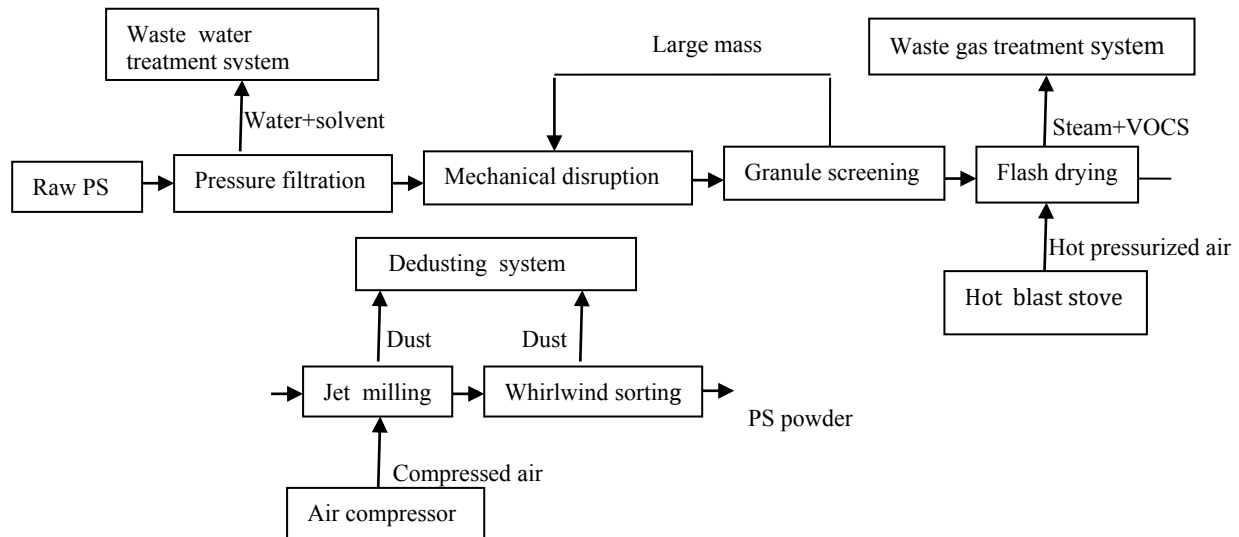 Waste water
treatment system
Large mass
Waste gas treatment system
Water+solvent
Steam+VOCS
Raw PS
Pressure filtration
Mechanical disruption
Granule screening
Flash drying
Hot pressurized air
Hot blast stove
Dedusting system
Dust
Dust
Jet milling
Whirlwind sorting
PS powder
Compressed air
Air compressor